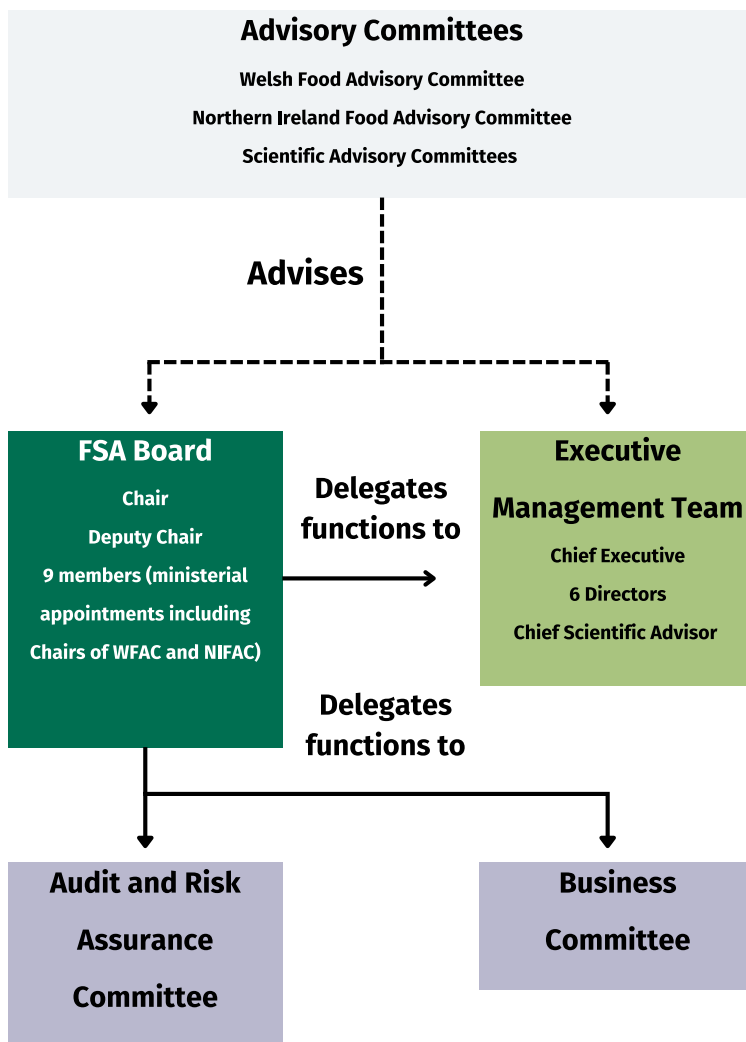 Advisory Committees
Welsh Food Advisory Committee
Northern Ireland Food Advisory Committee
Scientific Advisory Committees
Advises
FSA Board
Chair
Deputy Chair
9 members (ministerial
appointments including
Chairs of WFAC and NIFAC)
Delegates
functions to
Executive
Management Team
Chief Executive
6 Directors
Chief Scientific Advisor
Delegates
functions to
Audit and Risk
Assurance
Committee
Business
Committee